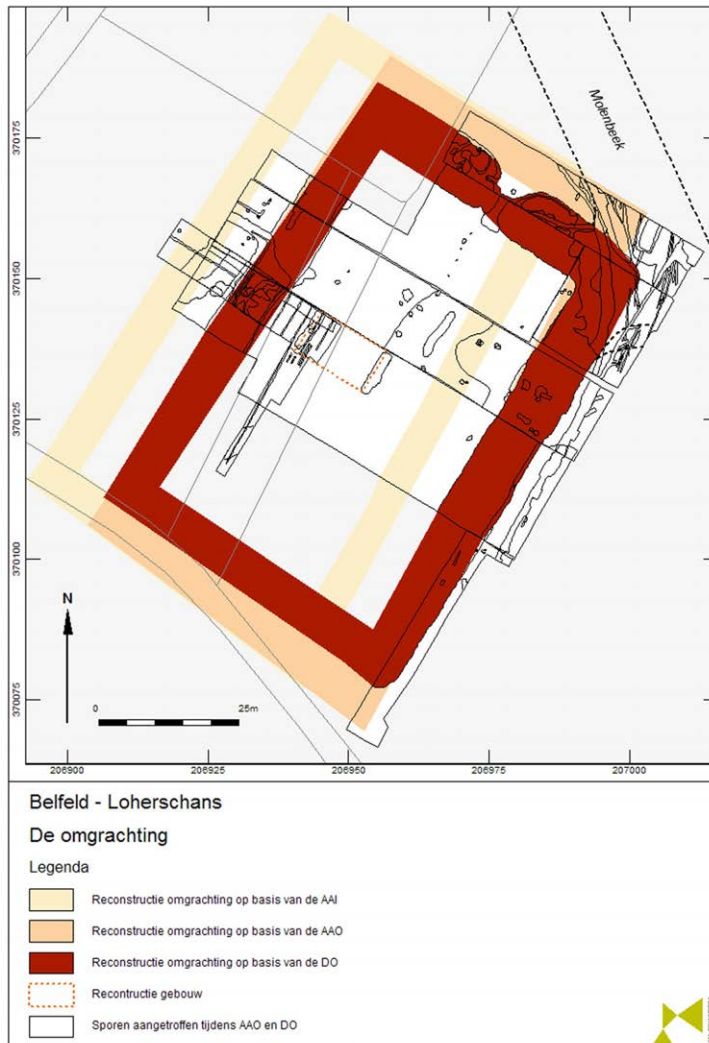 370175
Molenbeek
370150
370125
370100
N
0 25m
370075
206900 206925 206950 206975 207000
Belfeld - Loherschans
De omgrachting
Legenda
Reconstructie omgrachting op basis van de AAI
Reconstructie omgrachting op basis van de AAO
Reconstructie omgrachting op basis van de DO
Recontructie gebouw
Sporen aangetroffen tijdens AAO en DO